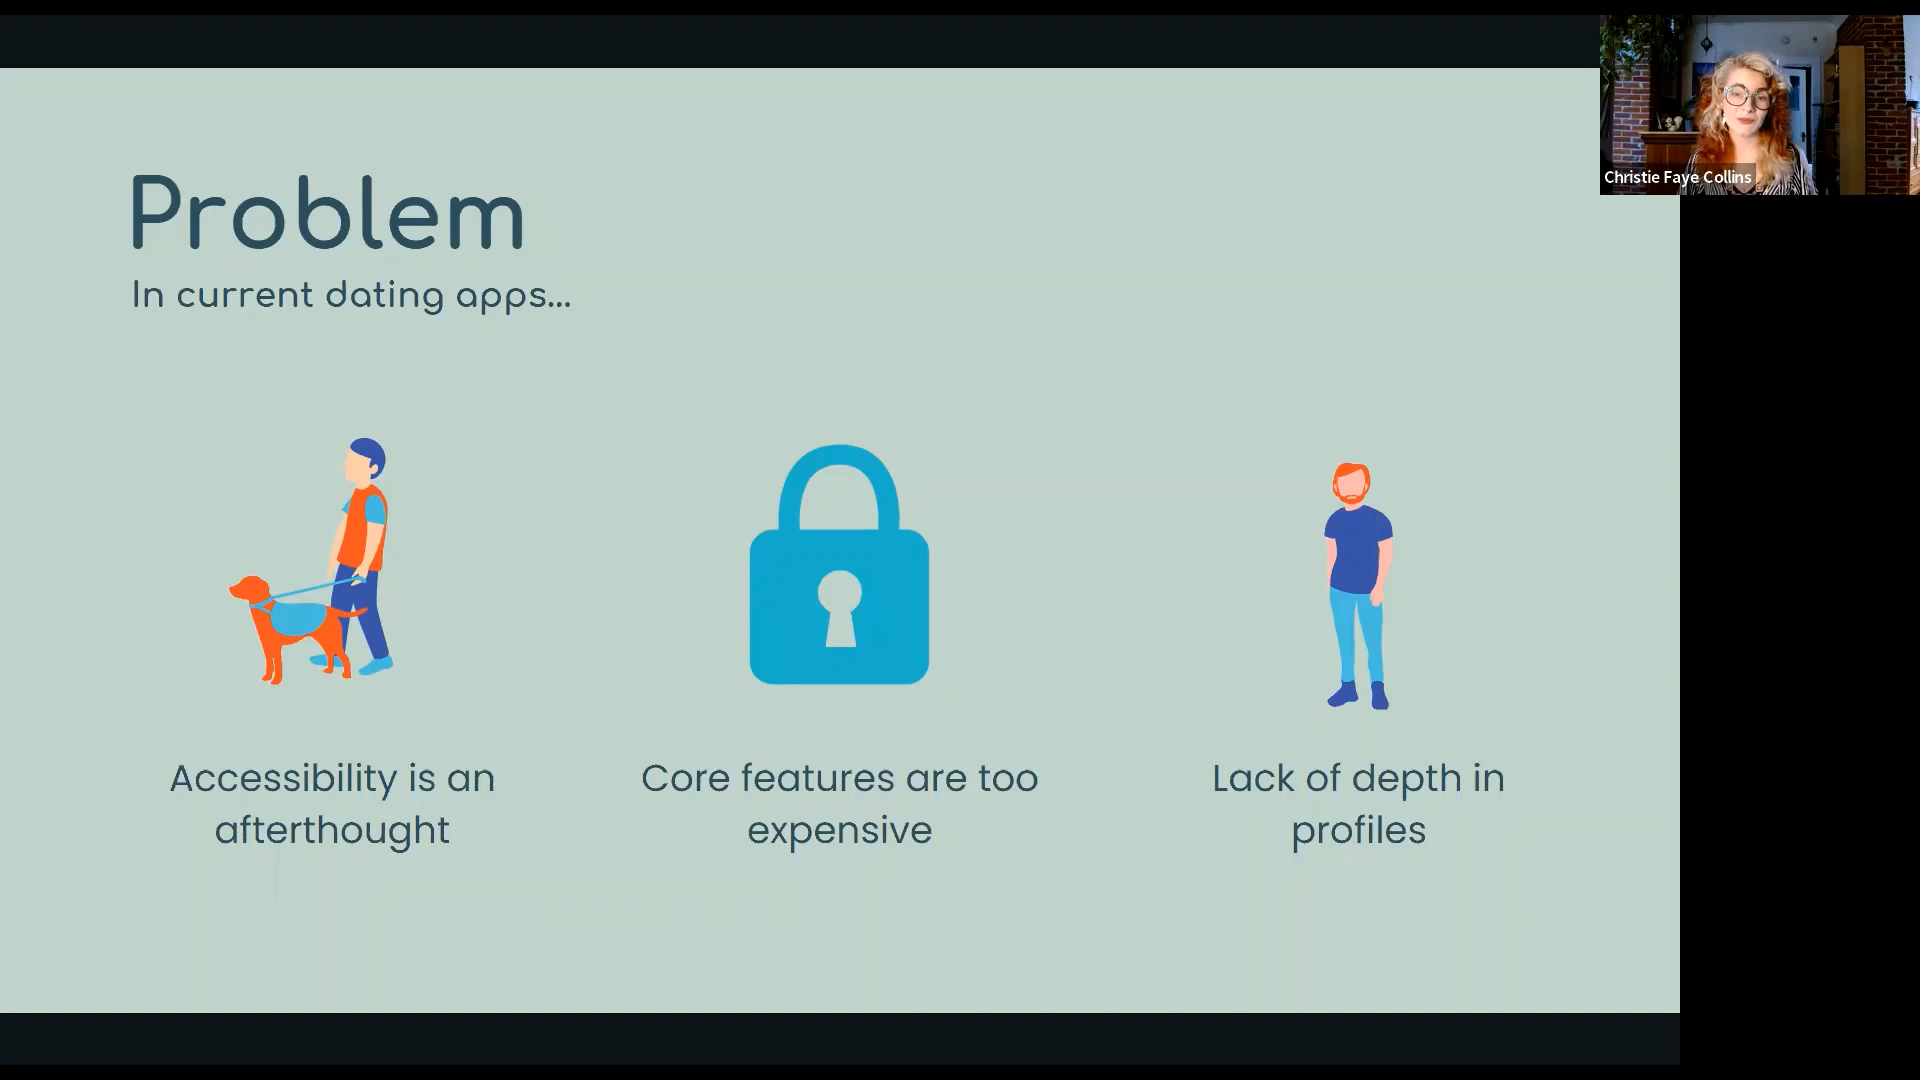 Christie Faye Collins
Problem
In current dating apps...
Accessibility is an
afterthought
Core features are too
expensive
Lack of depth in
profiles